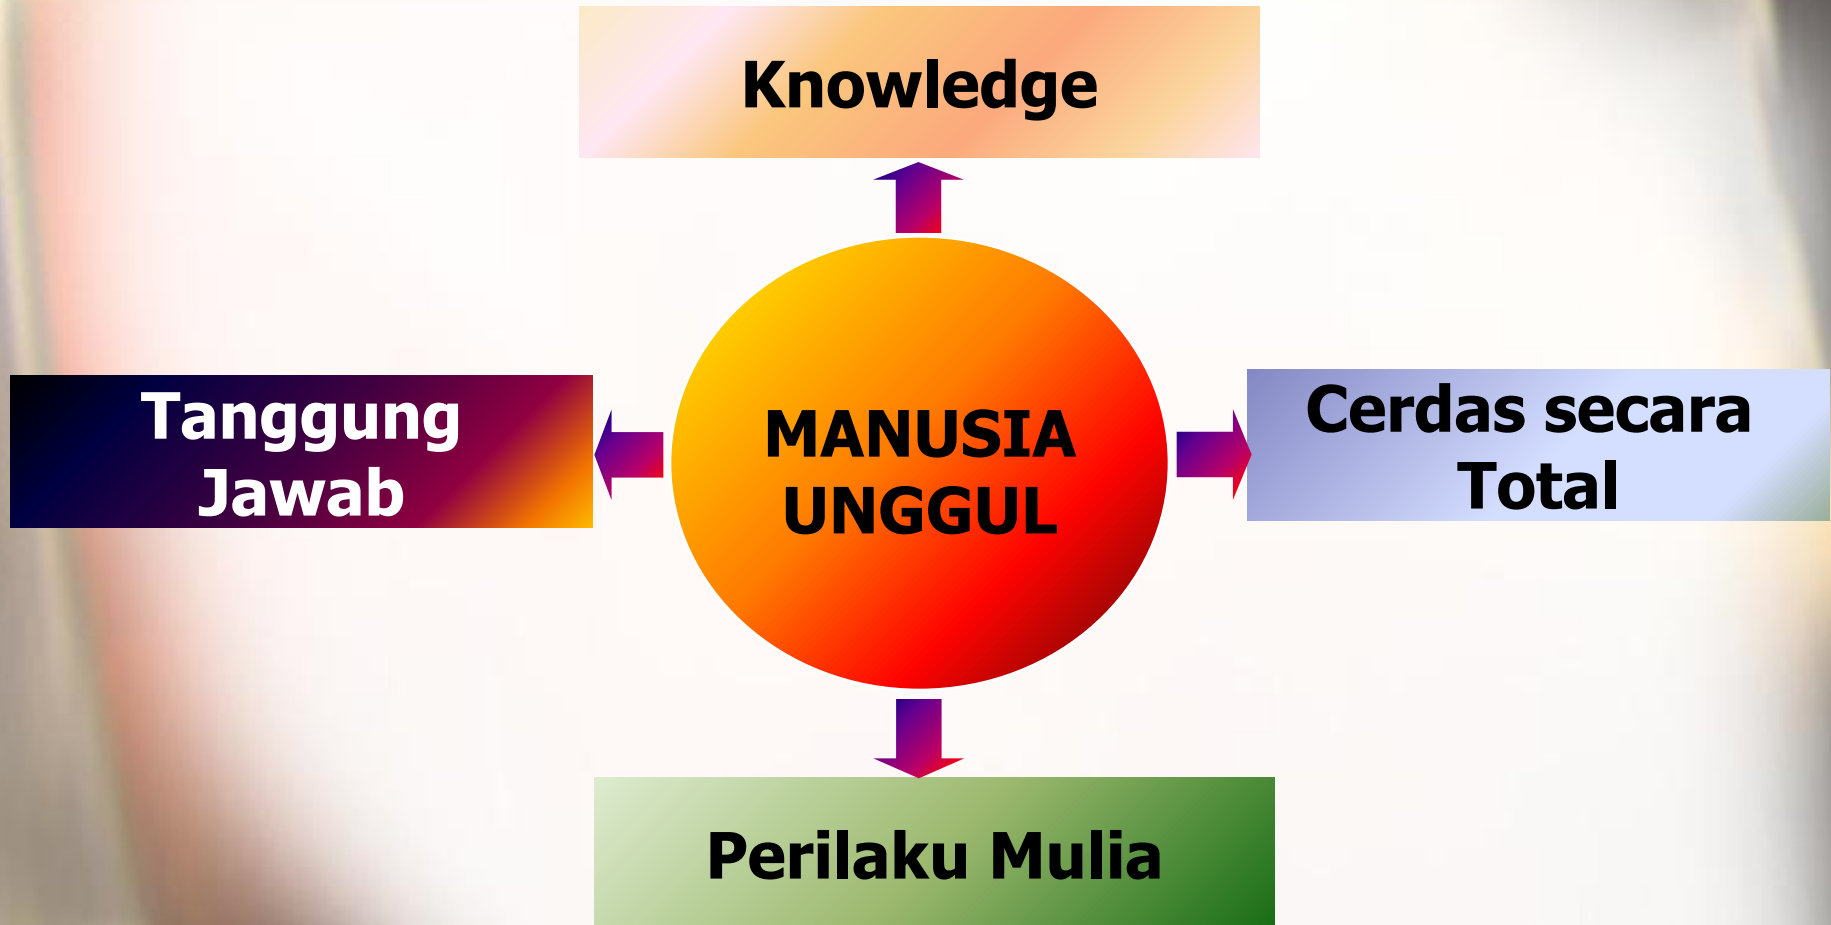 Knowledge
Tanggung
Jawab
MANUSIA
UNGGUL
Cerdas secara
Total
Perilaku Mulia